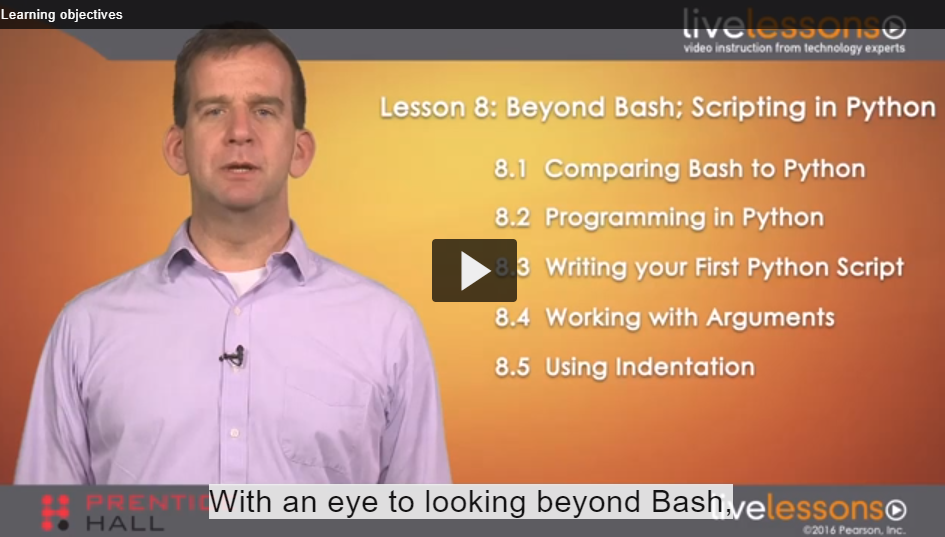 Learning objectives
livelessons
video instruction from technology experts
Lesson 8: Beyond Bash; Scripting in Python
8.1 Comparing Bash to Python
8.2 Programming in Python
8.3 Writing your First Python Script
8.4 Working with Arguments
8.5 Using Indentation
With an eye to looking beyond Bash,
HALL
livelessons
©2016 Pearson, Inc.